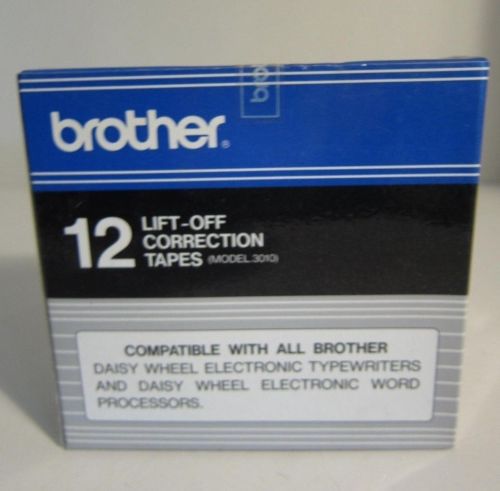 bro
brother®
12 LIFT-OFF
CORRECTION
TAPES (MODEL.3010)
COMPATIBLE WITH ALL BROTHER
DAISY WHEEL ELECTRONIC TYPEWRITERS
AND DAISY WHEEL ELECTRONIC WORD
PROCESSORS.